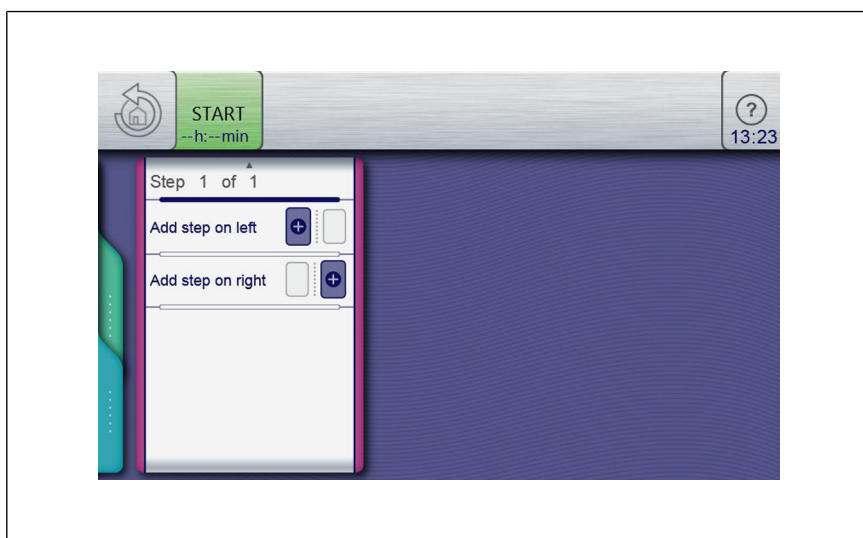 START
--h:--min
?
13:23
Step 1 of 1
Add step on left
Add step on right